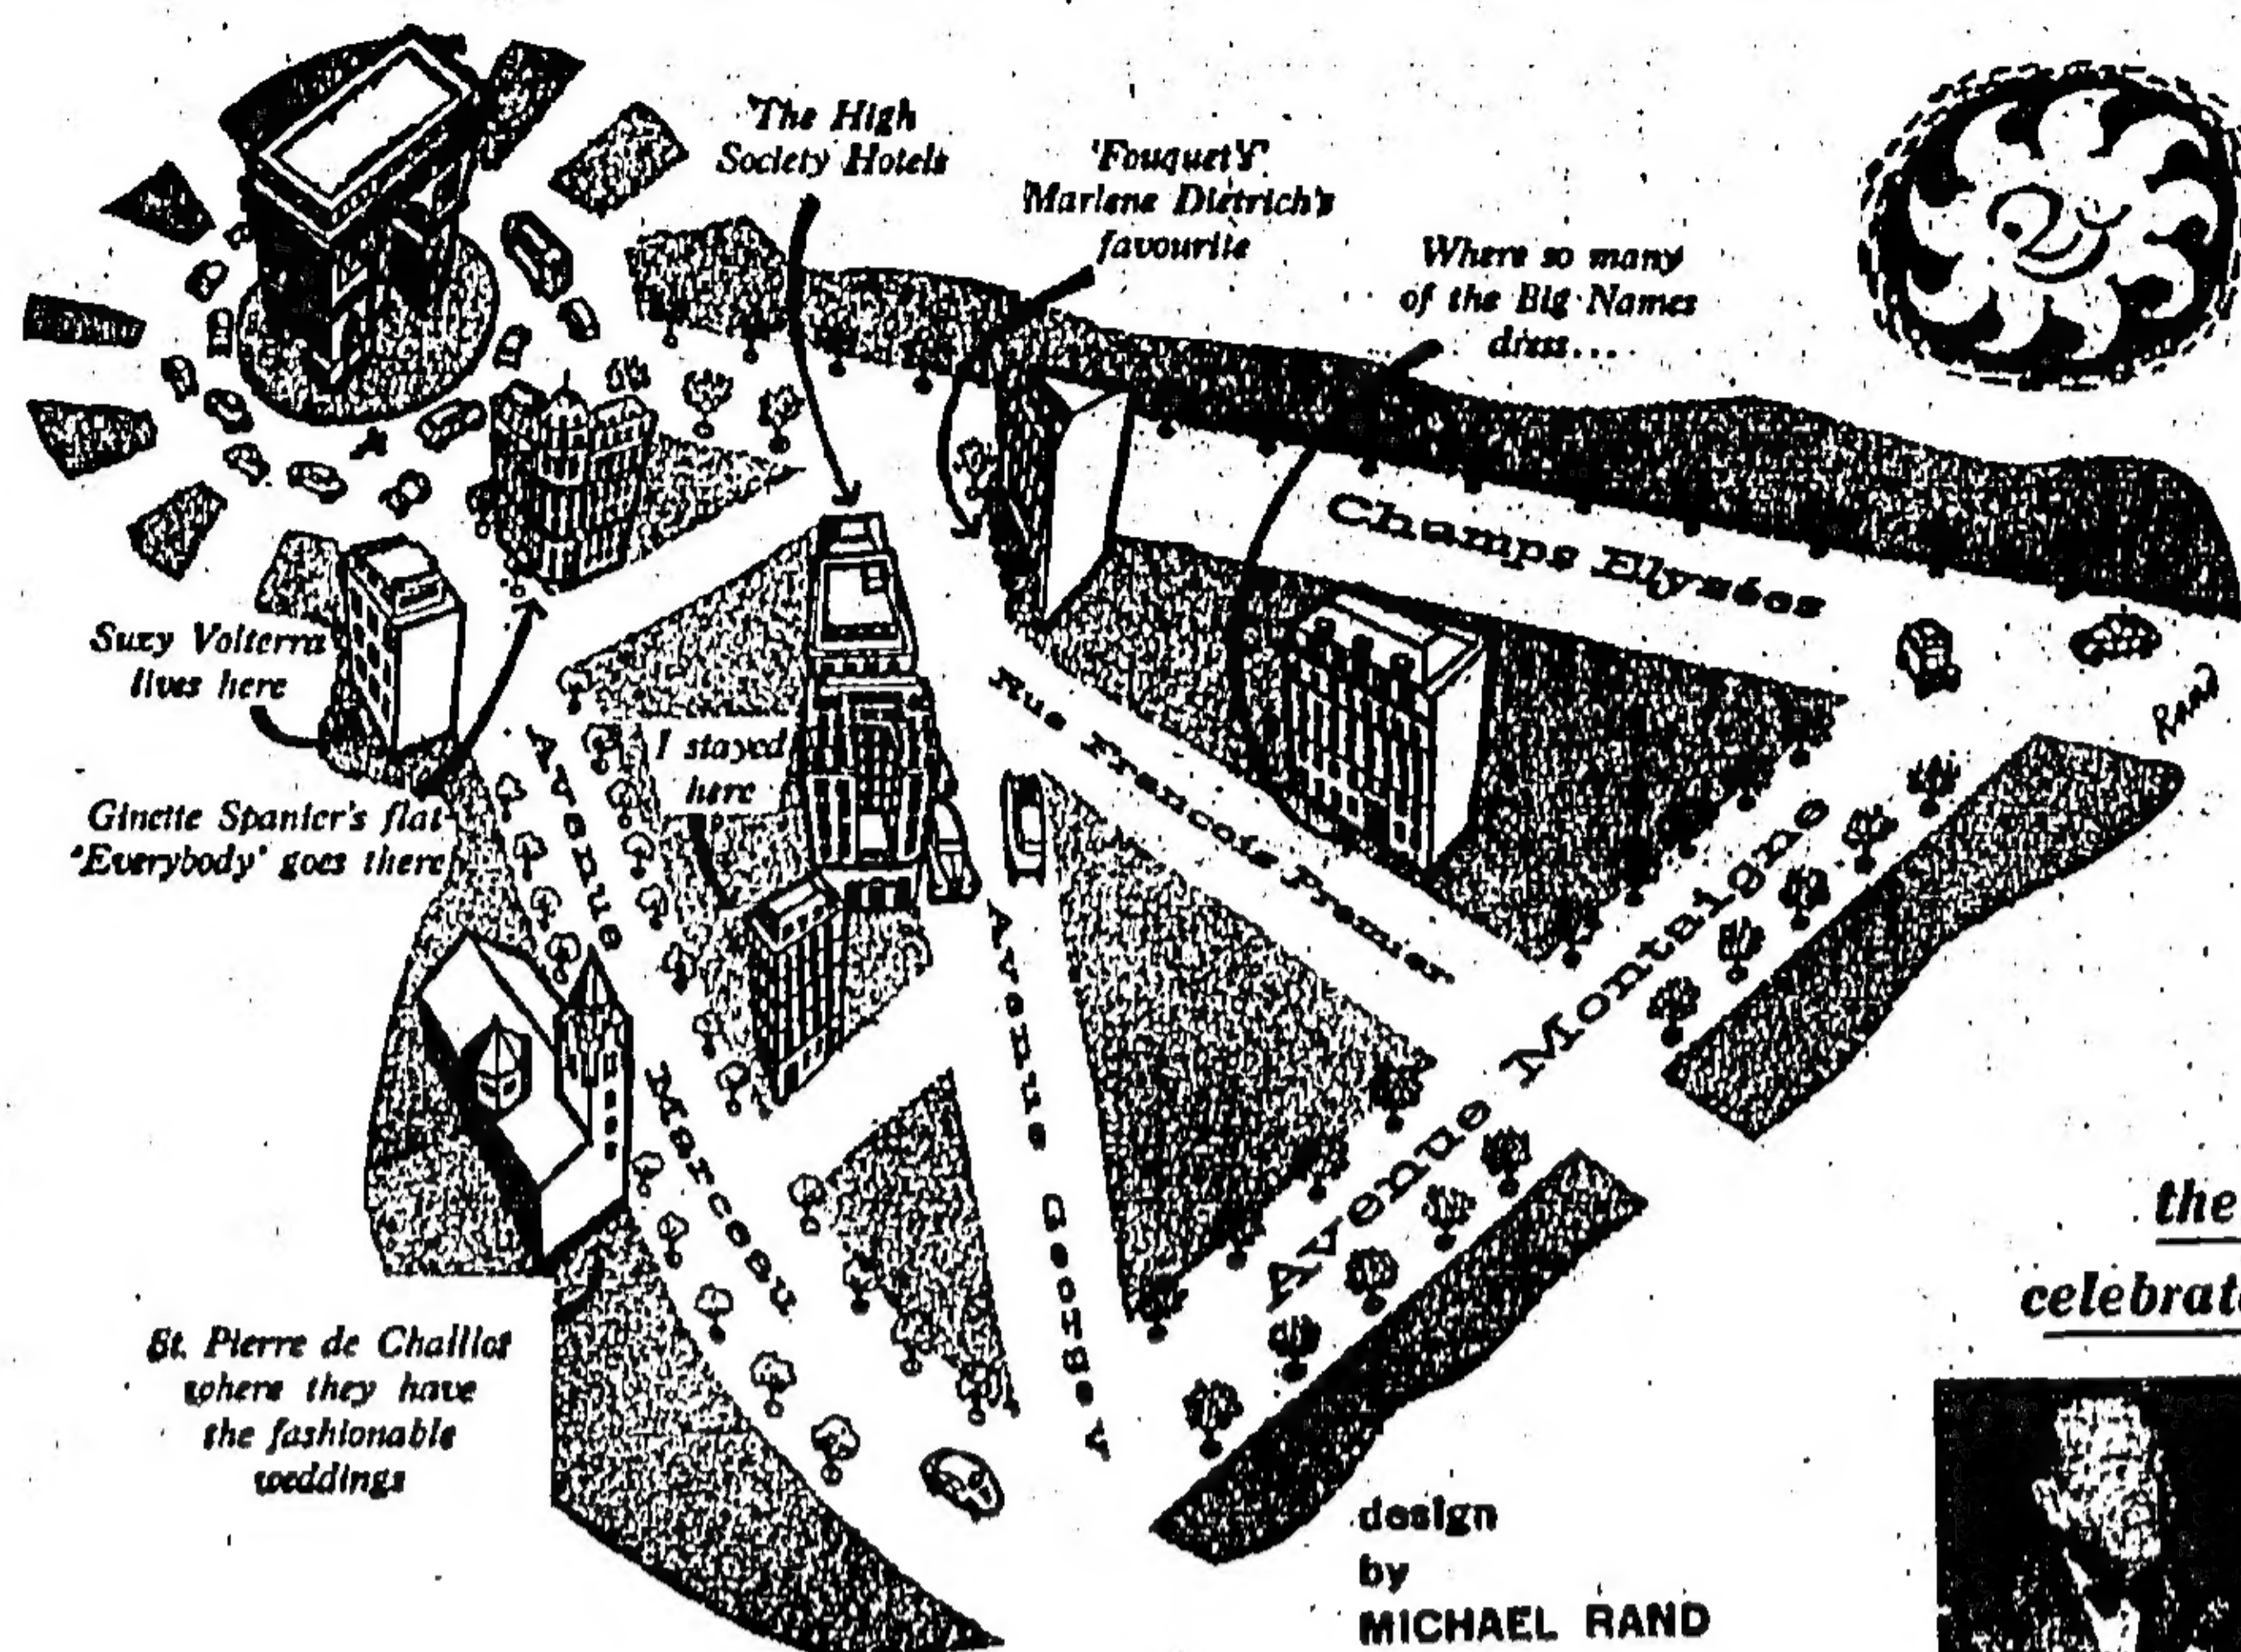 'The High
Society Hotels
'Fouquet's'
Marlene Dietrich's
favourite
Where so many
of the Big Names
dress...
Champs Elysées
RAND
Suzy Volterra
lives here
I stayed
here
Rue Francois Premier
Ginette Spanier's flat
'Everybody' goes there
Avenue Marceau
Avenue George V
Avenue Montaigne
St. Pierre de Chaillot
where they have
the fashionable
weddings
the
celebrat
design
by
MICHAEL RAND